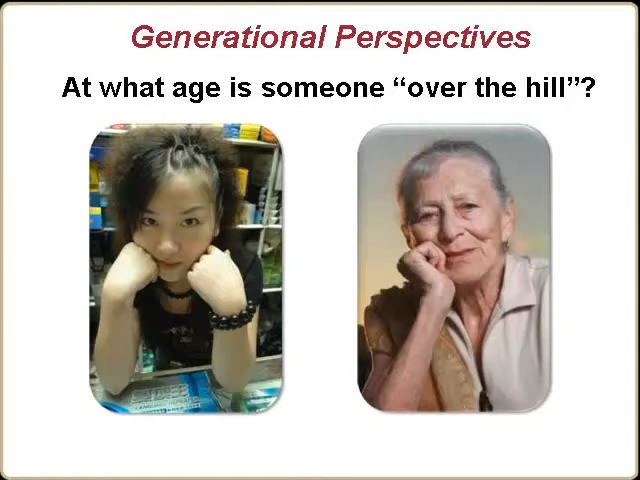 Generational Perspectives
At what age is someone “over the hill”?